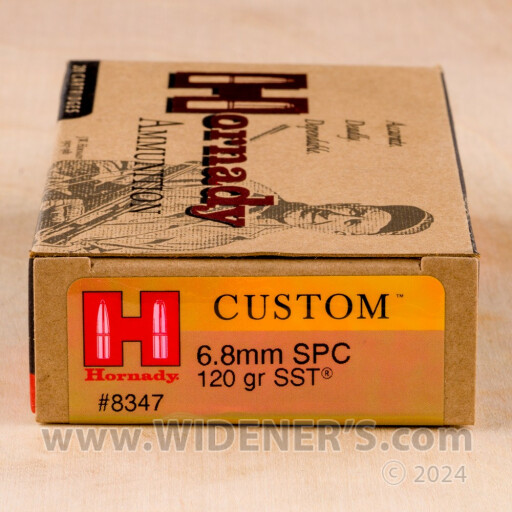 20 CARTRIDGES
Hornady
AMMUNITION
Accurate
Deadly
Dependable
CUSTOM™
Hornady
6.8mm SPC
120 gr SST®
#8347
WWW.WIDENER'S.com
© 2024